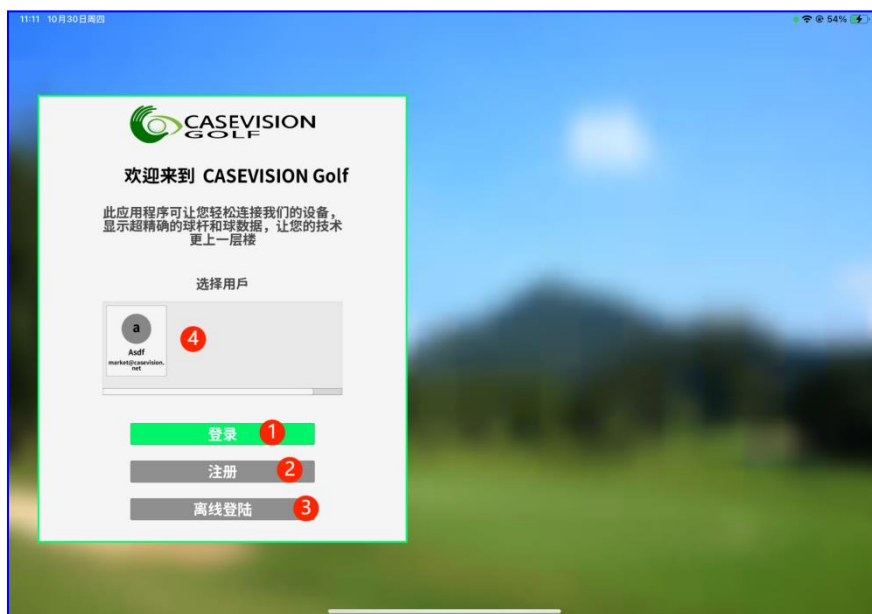 11:11 10月30日周四
54%
CASEVISION
GOLF
欢迎来到 CASEVISION Golf
此应用程序可让您轻松连接我们的设备，
显示超精确的球杆和球数据，让您的技术
更上一层楼
选择用戶
a
Asdf
market@casevision.
net
4
登录 1
注册 2
离线登陆 3